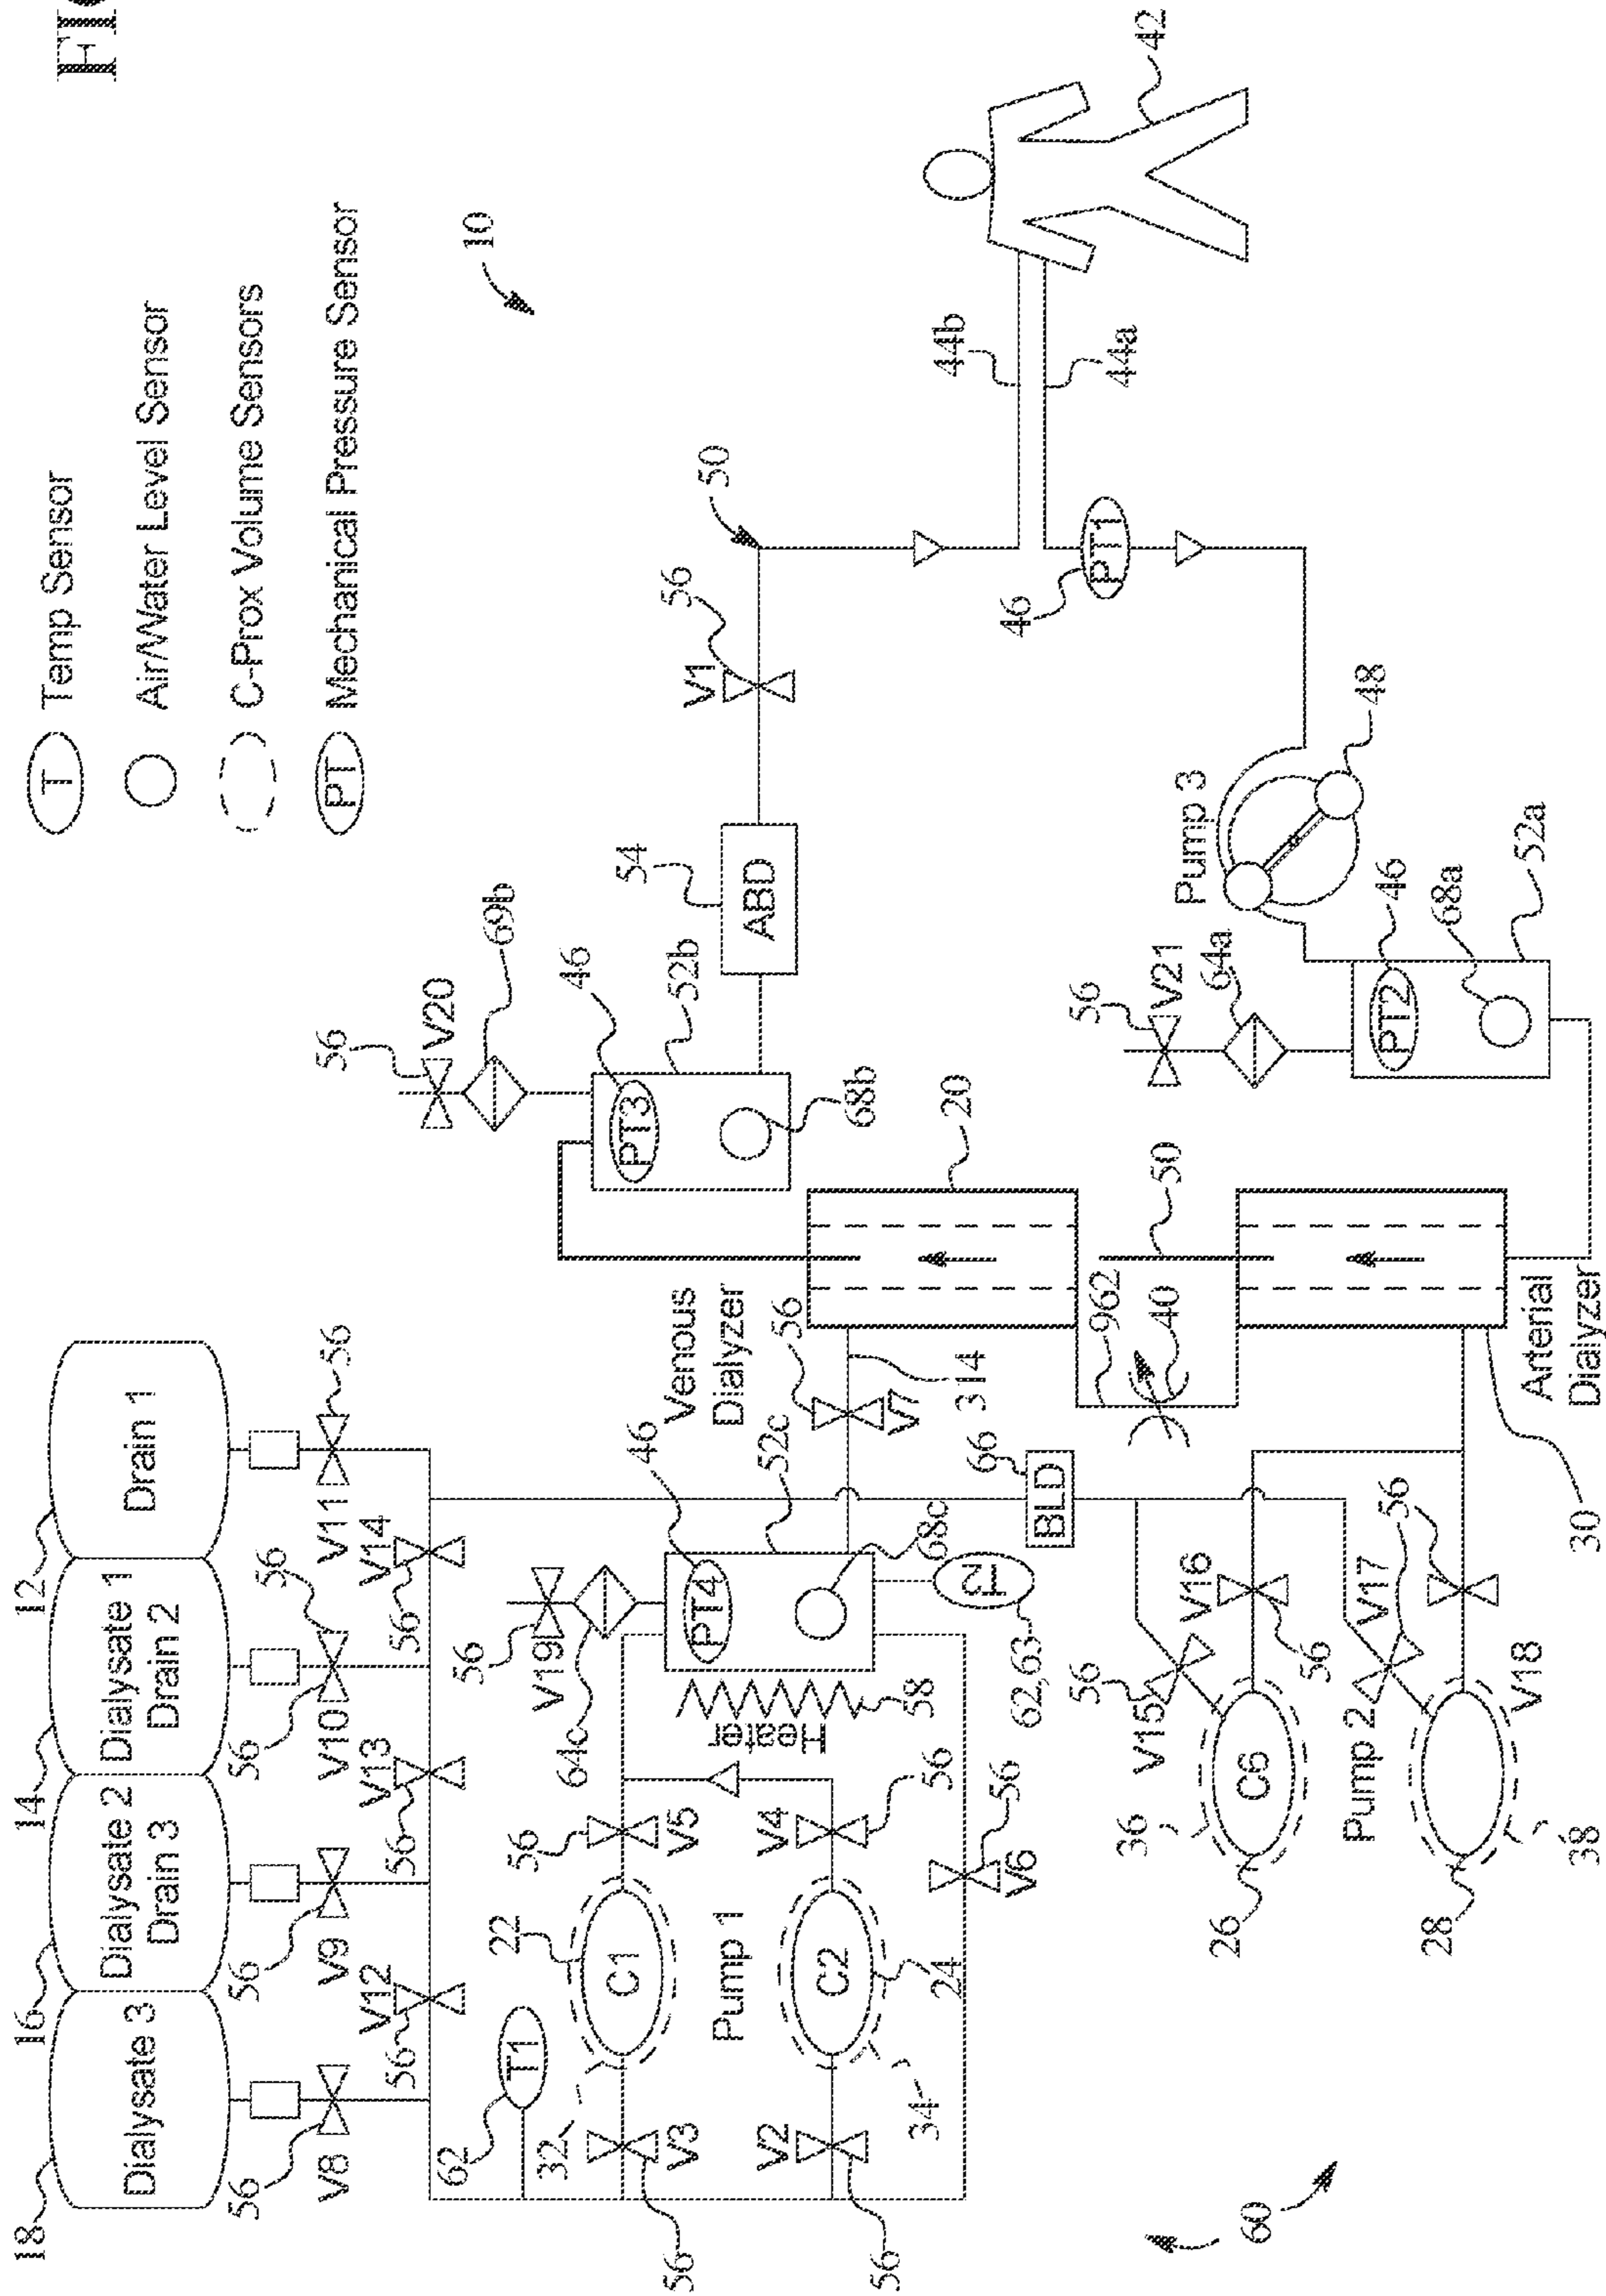 FIG
T Temp Sensor
Air/Water Level Sensor
C-Prox Volume Sensors
PT Mechanical Pressure Sensor
10
18
16
14
12
Dialysate 3
Dialysate 2
Drain 3
Dialysate 1
Drain 2
Drain 1
56
V8
56
V9
56
V10
56
V11
56
56
V12
56
V13
56
V14
62
T1
32
V3
56
22
C1
56
V5
Pump 1
V2
56
34
C2
24
V4
56
V6
56
56
V19
64c
Heater
58
46
PT4
52c
68c
T2
62,63
66
BLD
Venous
Dialyzer
56
V7
314
20
962
40
50
56
V20
69b
46
PT3
52b
68b
54
ABD
V1
56
50
44b
44a
42
46
PT1
Pump 3
48
56
V21
64a
46
PT2
68a
52a
Arterial
Dialyzer
30
56
V15
V16
56
36
C6
26
Pump 2
V17
56
V18
28
38
60